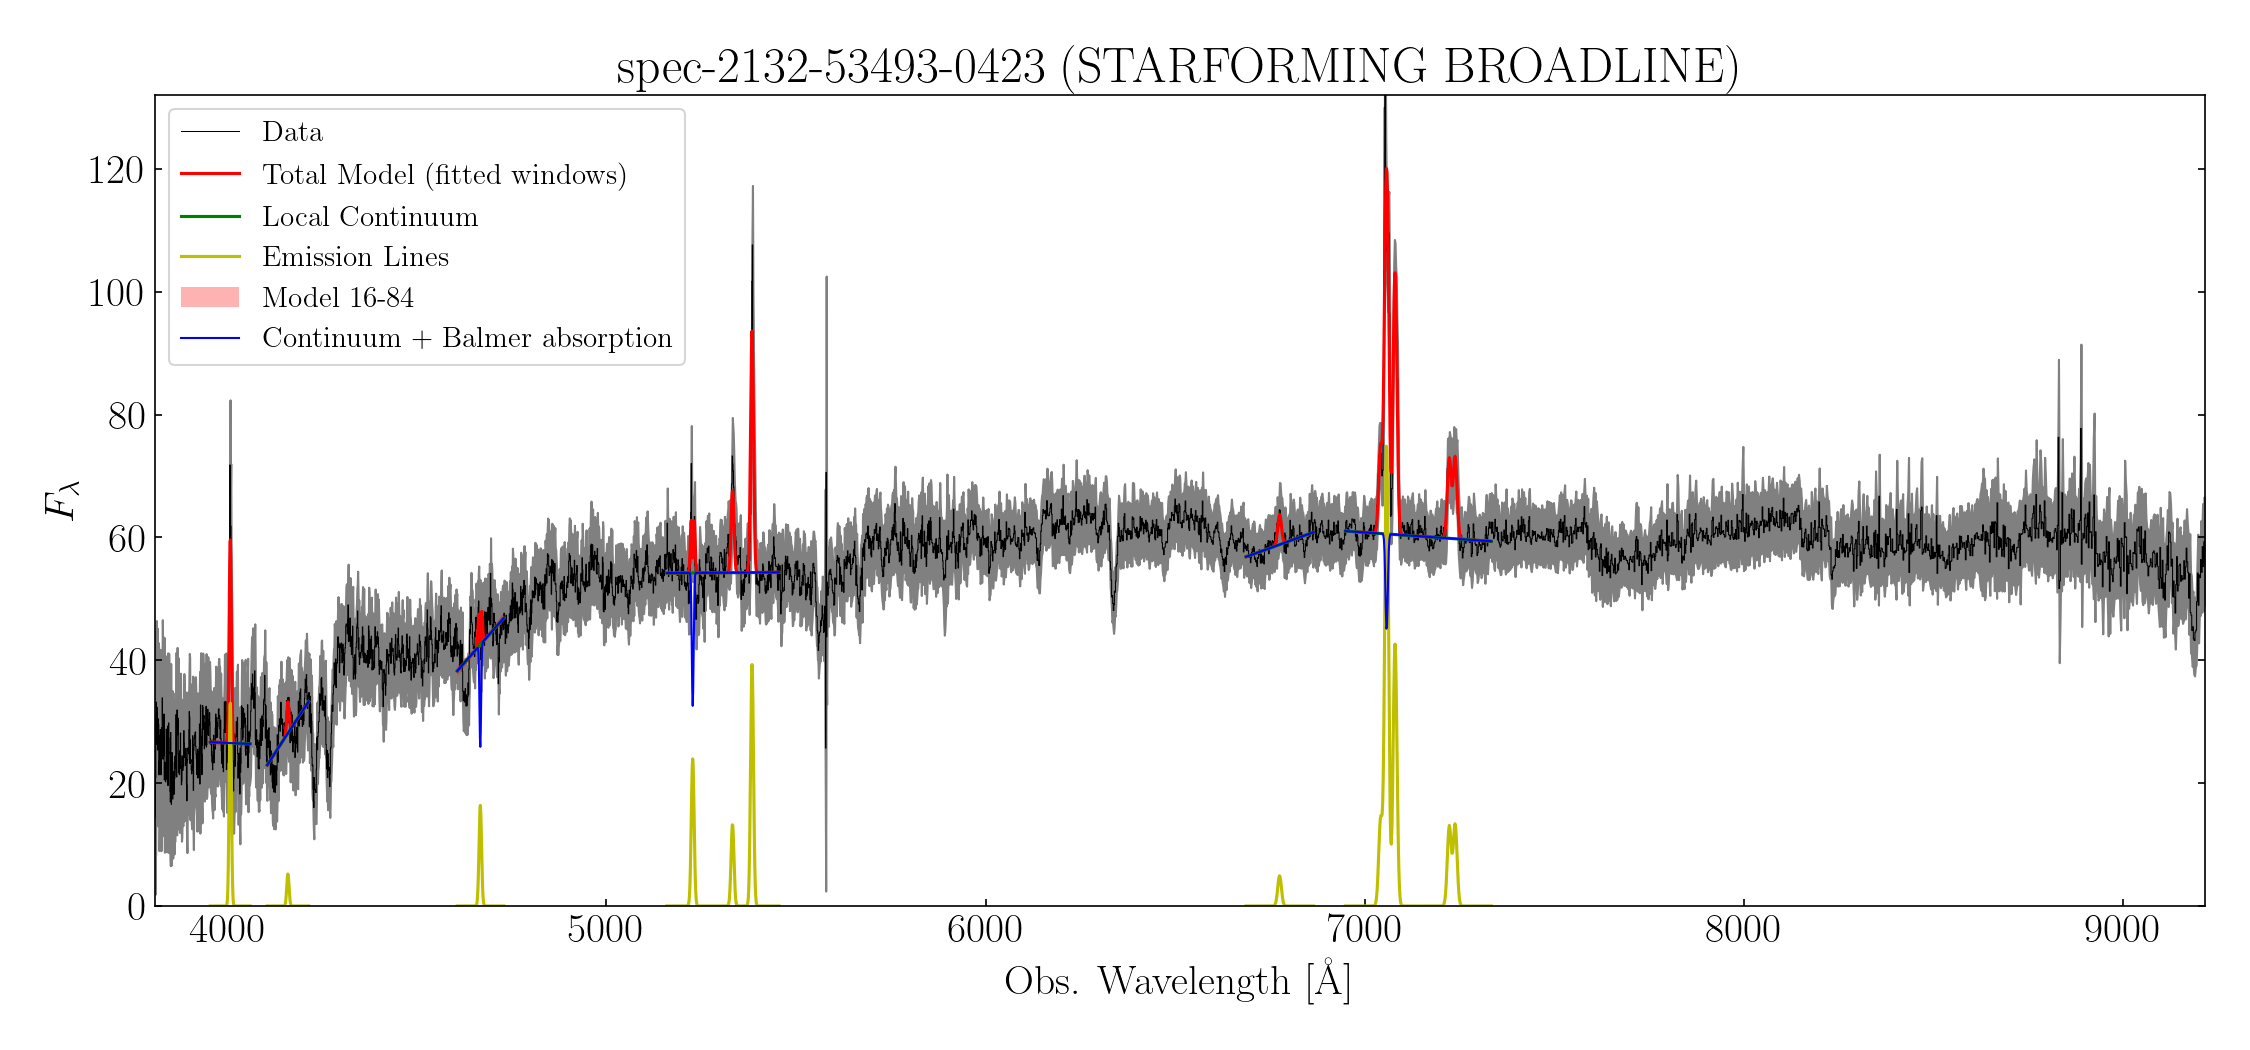 spec-2132-53493-0423 (STARFORMING BROADLINE)
Data
Total Model (fitted windows)
Local Continuum
Emission Lines
Model 16-84
Continuum + Balmer absorption
120
100
80
60
40
20
0
Fλ
4000 5000 6000 7000 8000 9000
Obs. Wavelength [Å]